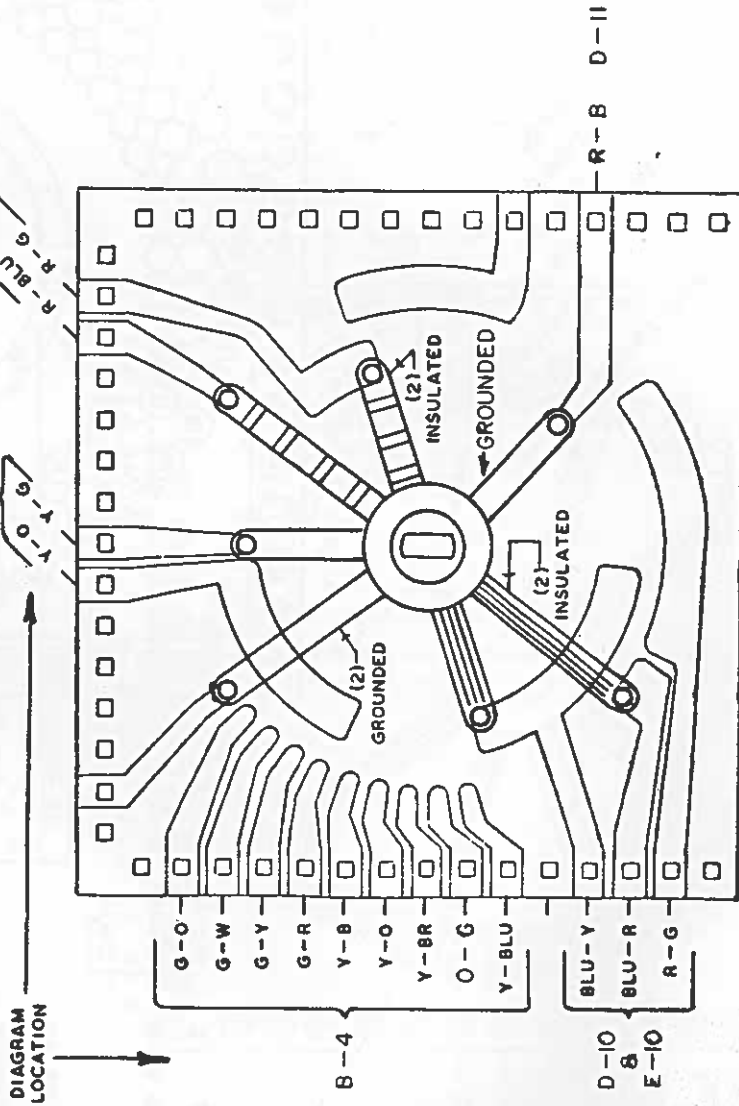 DIAGRAM
LOCATION
Y-O
Y-G
R-BLU
R-G
R-B D-11
(2)
INSULATED
GROUNDED
(2)
GROUNDED
(2)
INSULATED
B-4
G-O
G-W
G-Y
G-R
Y-B
Y-O
Y-BR
O-G
Y-BLU
D-10
&
E-10
BLU-Y
BLU-R
R-G